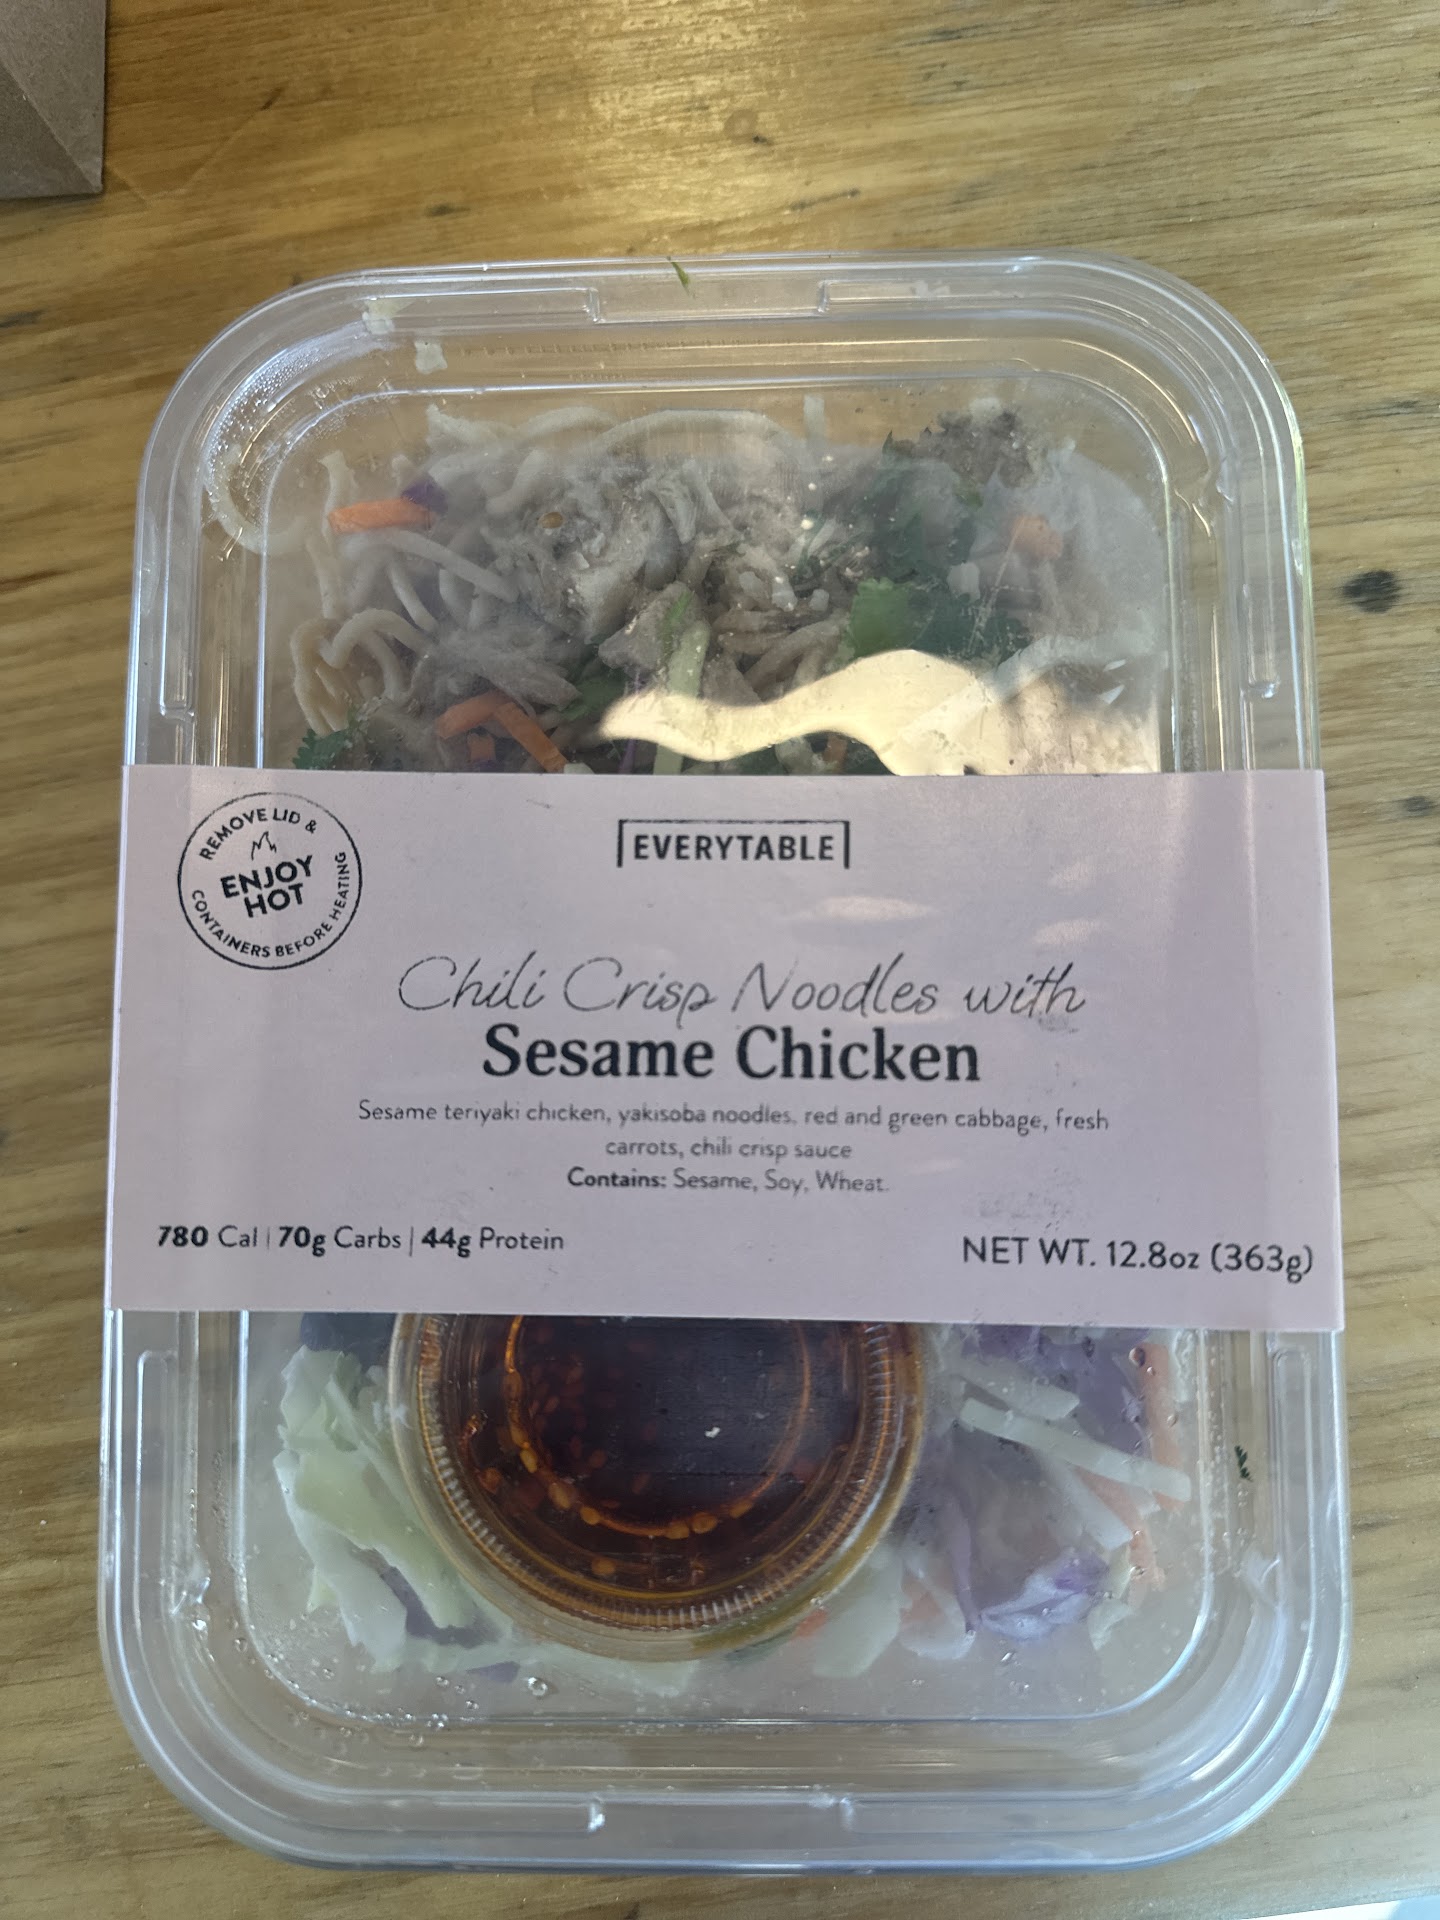 REMOVE LID &
ENJOY
HOT
CONTAINERS BEFORE HEATING
EVERYTABLE
Chili Crisp Noodles with
Sesame Chicken
Sesame teriyaki chicken, yakisoba noodles, red and green cabbage, fresh
carrots, chili crisp sauce
Contains: Sesame, Soy, Wheat.
780 Cal | 70g Carbs | 44g Protein
NET WT. 12.8oz (363g)